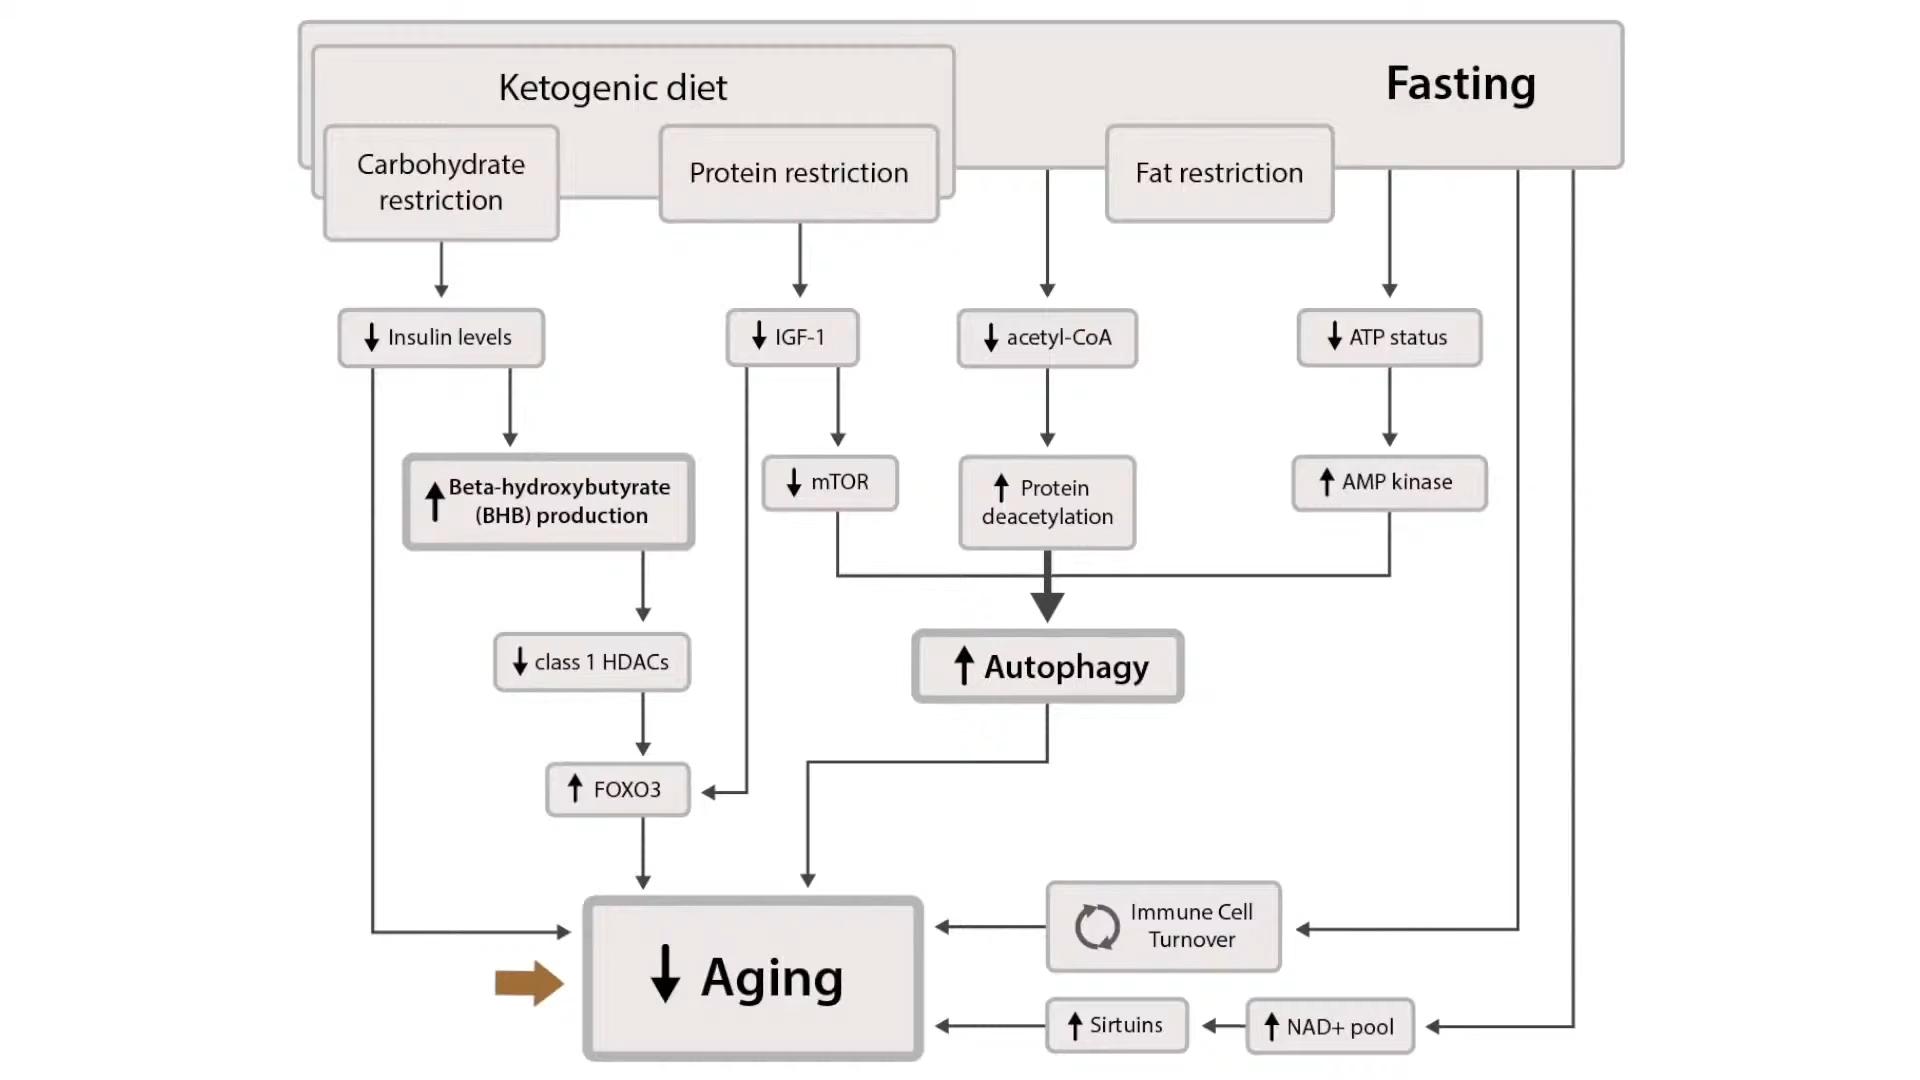 Ketogenic diet
Fasting
Carbohydrate
restriction
Protein restriction
Fat restriction
Insulin levels
IGF-1
acetyl-CoA
ATP status
Beta-hydroxybutyrate
(BHB) production
mTOR
Protein
deacetylation
AMP kinase
class 1 HDACs
Autophagy
FOXO3
Aging
Immune Cell
Turnover
Sirtuins
NAD+ pool